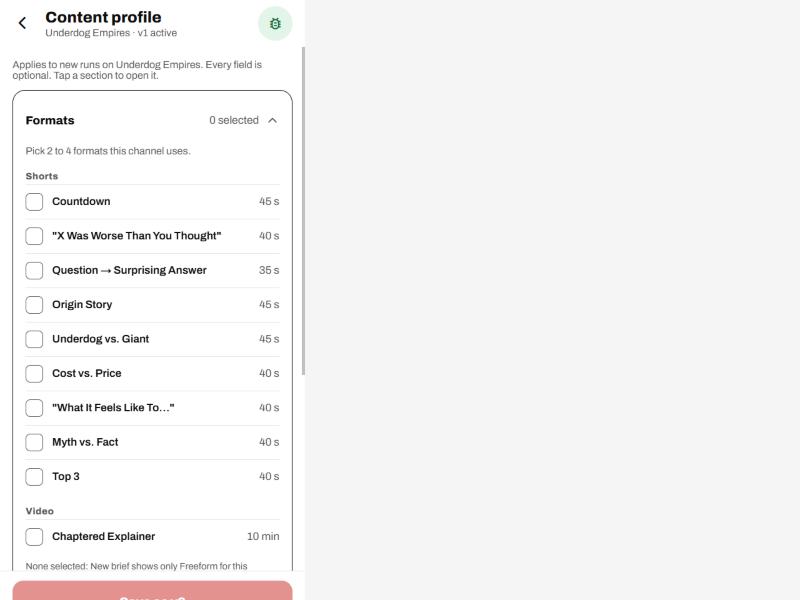 Content profile
Underdog Empires · v1 active
Applies to new runs on Underdog Empires. Every field is
optional. Tap a section to open it.
Formats 0 selected
Pick 2 to 4 formats this channel uses.
Shorts
Countdown 45 s
"X Was Worse Than You Thought" 40 s
Question → Surprising Answer 35 s
Origin Story 45 s
Underdog vs. Giant 45 s
Cost vs. Price 40 s
"What It Feels Like To…" 40 s
Myth vs. Fact 40 s
Top 3 40 s
Video
Chaptered Explainer 10 min
None selected: New brief shows only Freeform for this